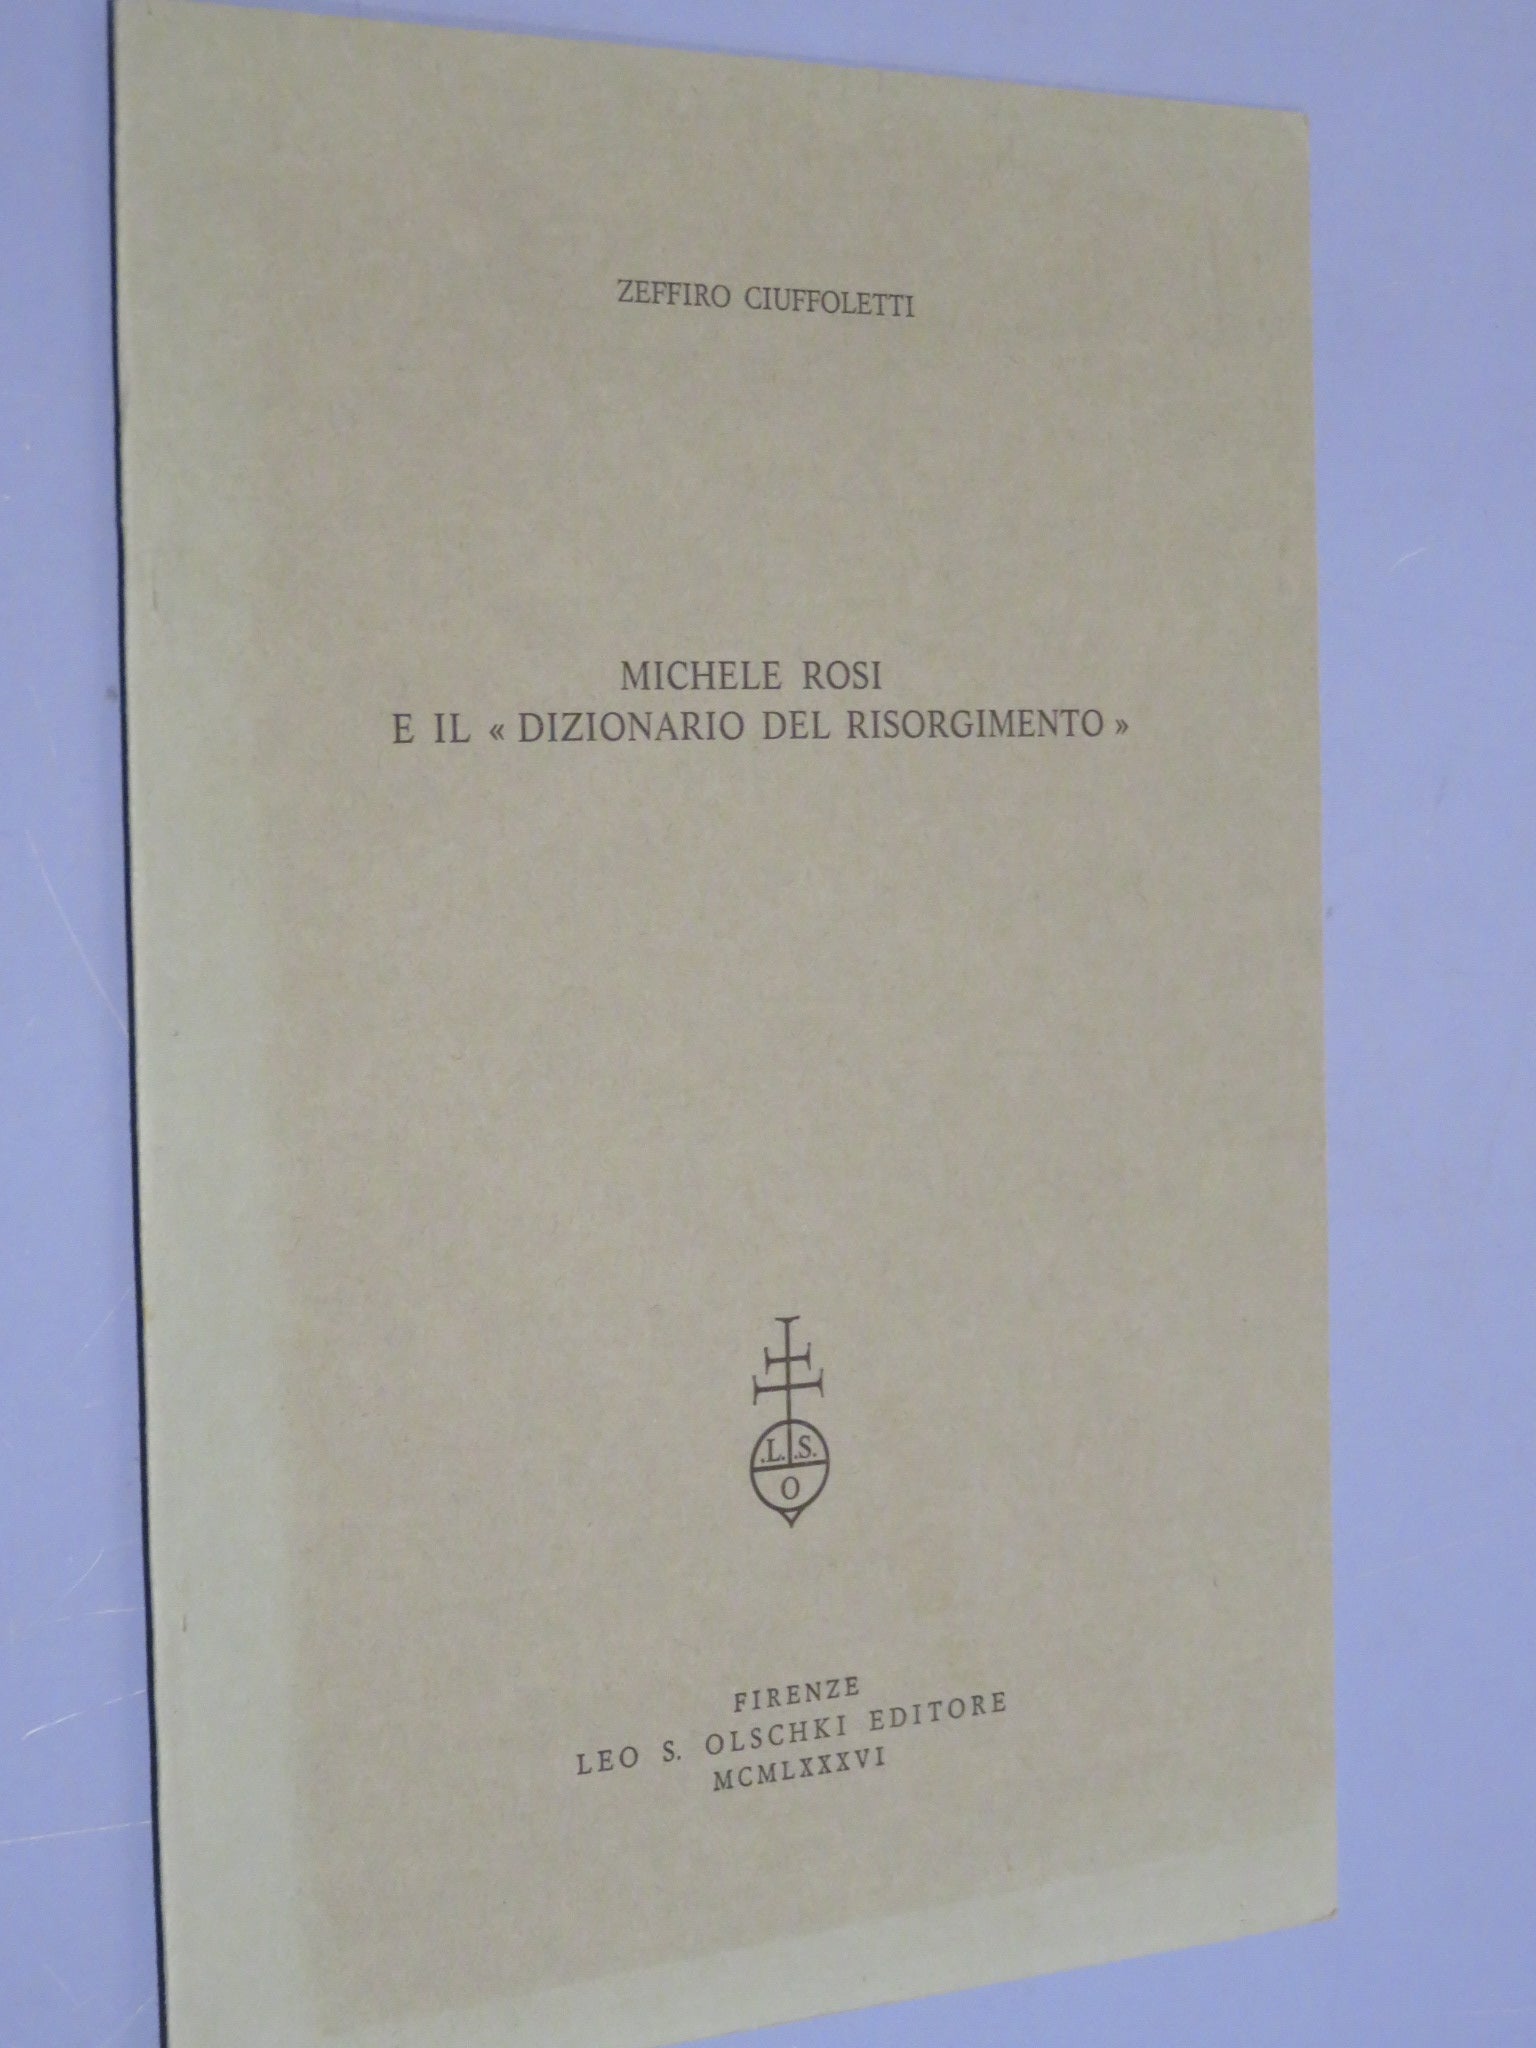 ZEFFIRO CIUFFOLETTI
MICHELE ROSI
E IL « DIZIONARIO DEL RISORGIMENTO »
.L. .S.
O
FIRENZE
LEO S. OLSCHKI EDITORE
MCMLXXXVI